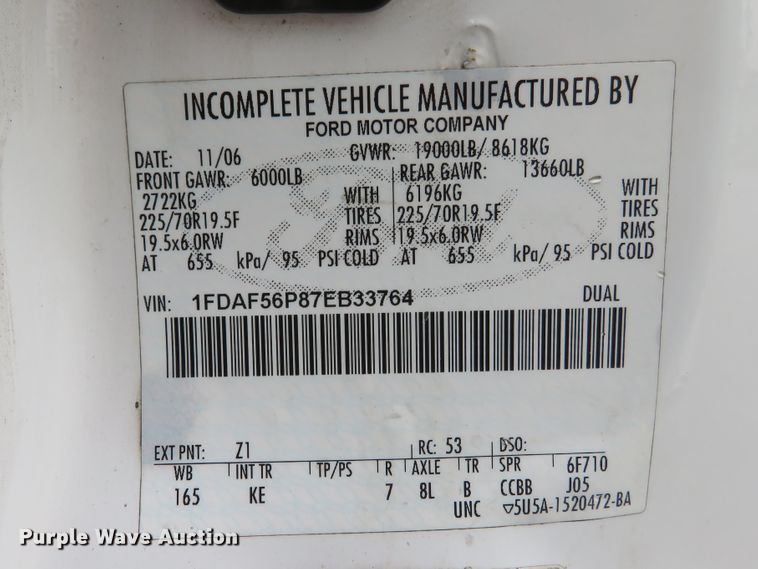 INCOMPLETE VEHICLE MANUFACTURED BY
FORD MOTOR COMPANY
DATE: 11/06 GVWR: 19000LB/ 8618KG
FRONT GAWR: 6000LB REAR GAWR: 13660LB
2722KG WITH 6196KG WITH
225/70R19.5F TIRES 225/70R19.5F TIRES
19.5x6.0RW RIMS 19.5x6.0RW RIMS
AT 655 kPa/ 95 PSI COLD AT 655 kPa/ 95 PSI COLD
VIN: 1FDAF56P87EB33764 DUAL
EXT PNT: Z1 RC: 53 DSO:
WB INT TR TP/PS R AXLE TR SPR 6F710
165 KE 7 8L B CCBB J05
UNC ▽5U5A-1520472-BA
Purple Wave Auction